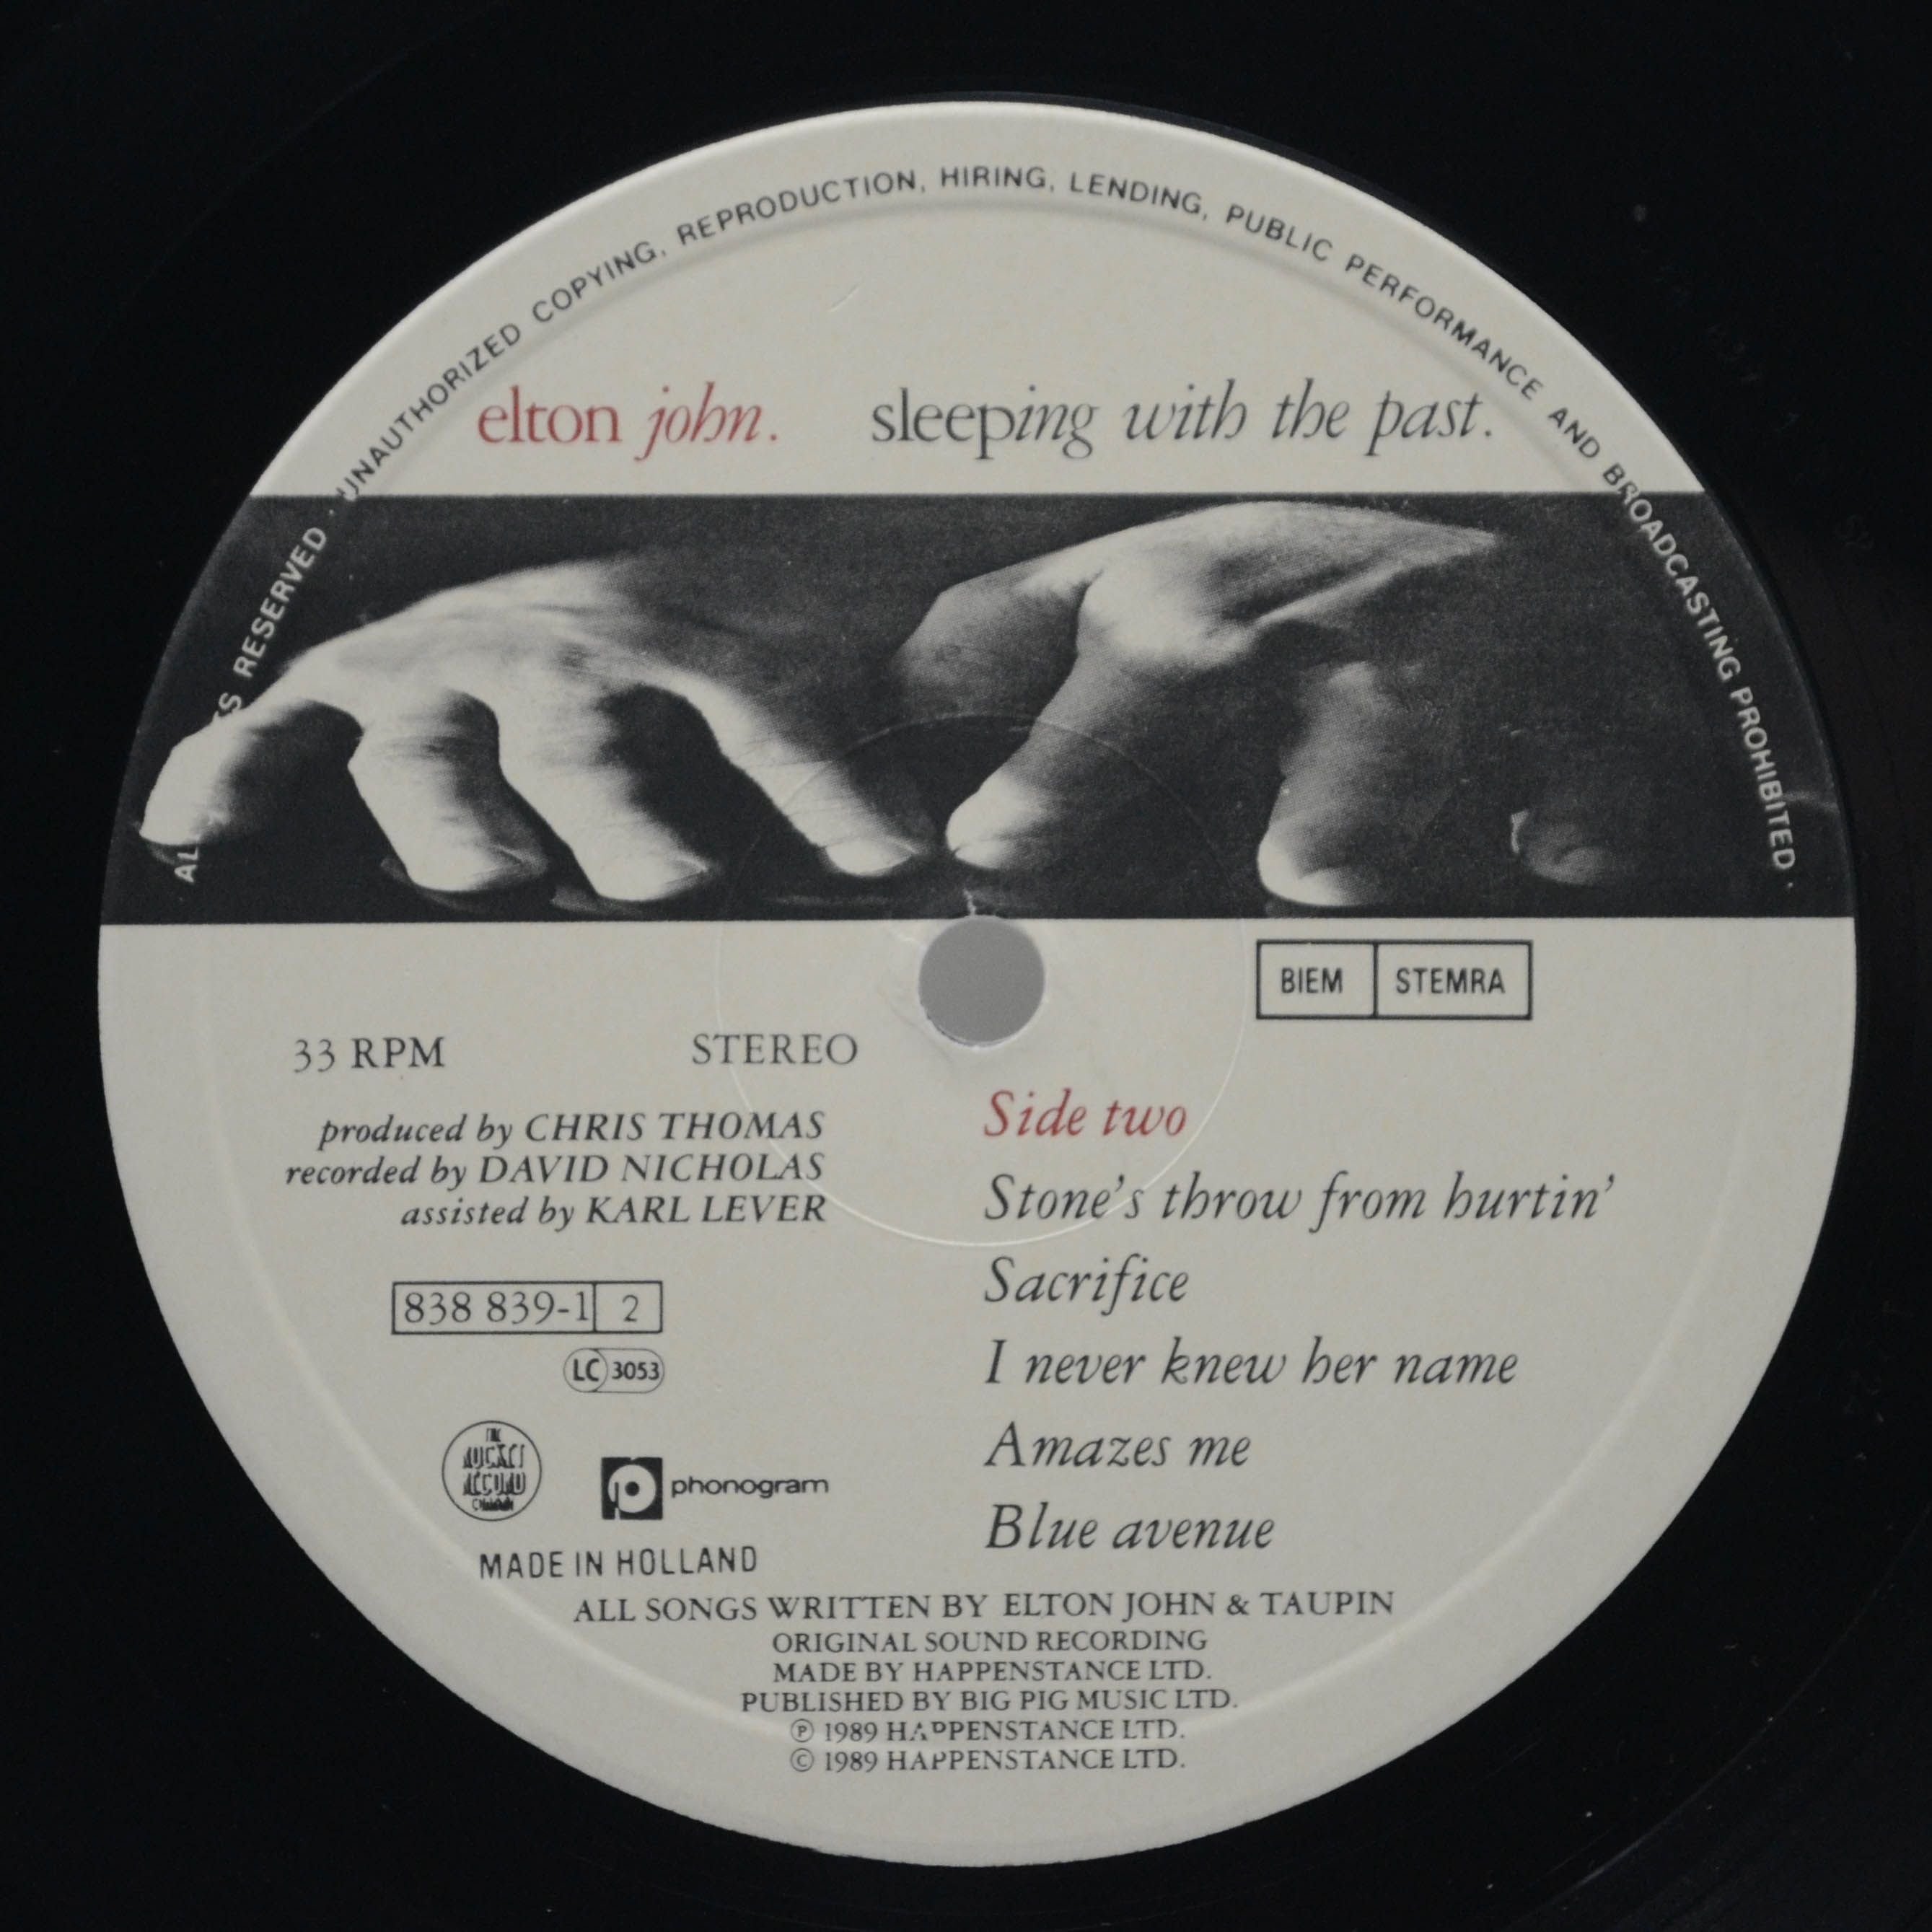 AL TS RESERVED · UNAUTHORIZED COPYING, REPRODUCTION, HIRING, LENDING, PUBLIC PERFORMANCE AND BROADCASTING PROHIBITED ·
elton john. sleeping with the past.
BIEM STEMRA
33 RPM STEREO
produced by CHRIS THOMAS
recorded by DAVID NICHOLAS
assisted by KARL LEVER
838 839-1 2
LC 3053
phonogram
MADE IN HOLLAND
Side two
Stone's throw from hurtin'
Sacrifice
I never knew her name
Amazes me
Blue avenue
ALL SONGS WRITTEN BY ELTON JOHN & TAUPIN
ORIGINAL SOUND RECORDING
MADE BY HAPPENSTANCE LTD.
PUBLISHED BY BIG PIG MUSIC LTD.
℗ 1989 HAPPENSTANCE LTD.
© 1989 HAPPENSTANCE LTD.